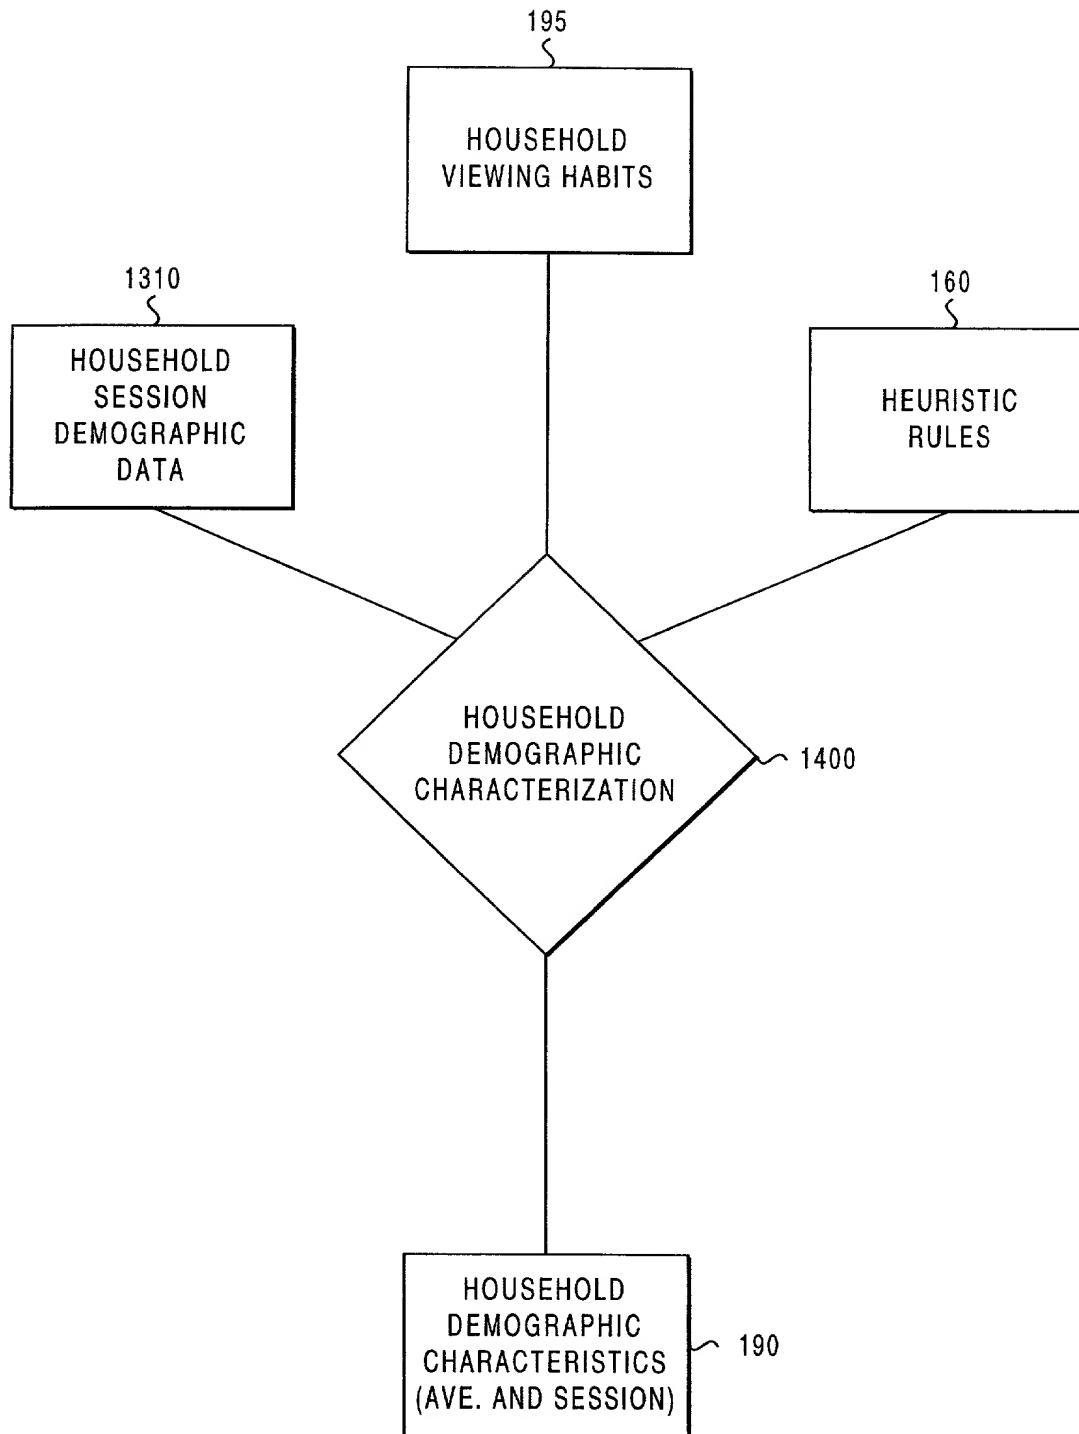 195
HOUSEHOLD
VIEWING HABITS
1310
HOUSEHOLD
SESSION
DEMOGRAPHIC
DATA
160
HEURISTIC
RULES
HOUSEHOLD
DEMOGRAPHIC
CHARACTERIZATION
1400
HOUSEHOLD
DEMOGRAPHIC
CHARACTERISTICS
(AVE. AND SESSION)
190